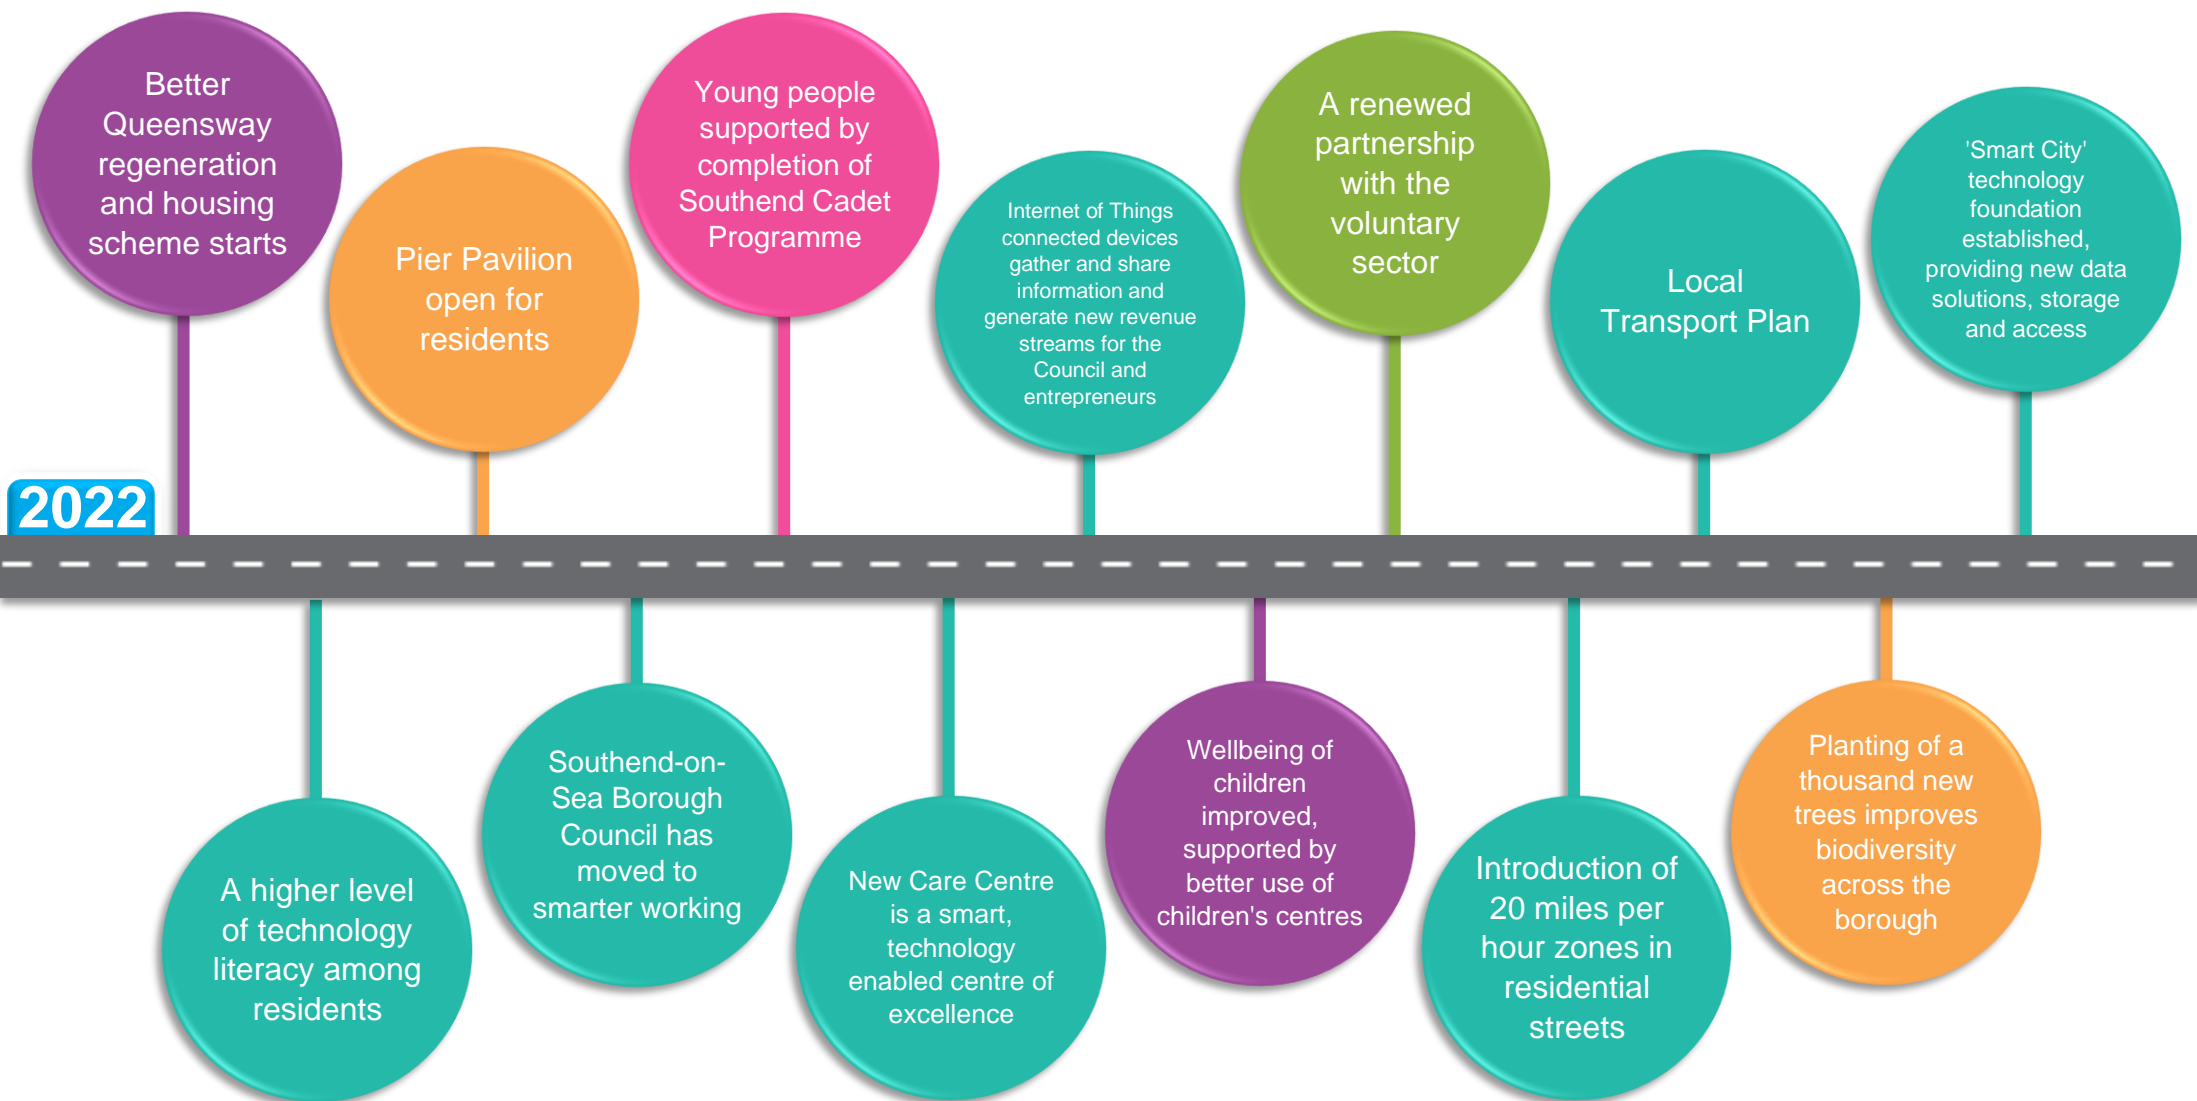 Better
Queensway
regeneration
and housing
scheme starts
Pier Pavilion
open for
residents
Young people
supported by
completion of
Southend Cadet
Programme
Internet of Things
connected devices
gather and share
information and
generate new revenue
streams for the
Council and
entrepreneurs
A renewed
partnership
with the
voluntary
sector
Local
Transport Plan
'Smart City'
technology
foundation
established,
providing new data
solutions, storage
and access
2022
A higher level
of technology
literacy among
residents
Southend-on-
Sea Borough
Council has
moved to
smarter working
New Care Centre
is a smart,
technology
enabled centre of
excellence
Wellbeing of
children
improved,
supported by
better use of
children's centres
Introduction of
20 miles per
hour zones in
residential
streets
Planting of a
thousand new
trees improves
biodiversity
across the
borough